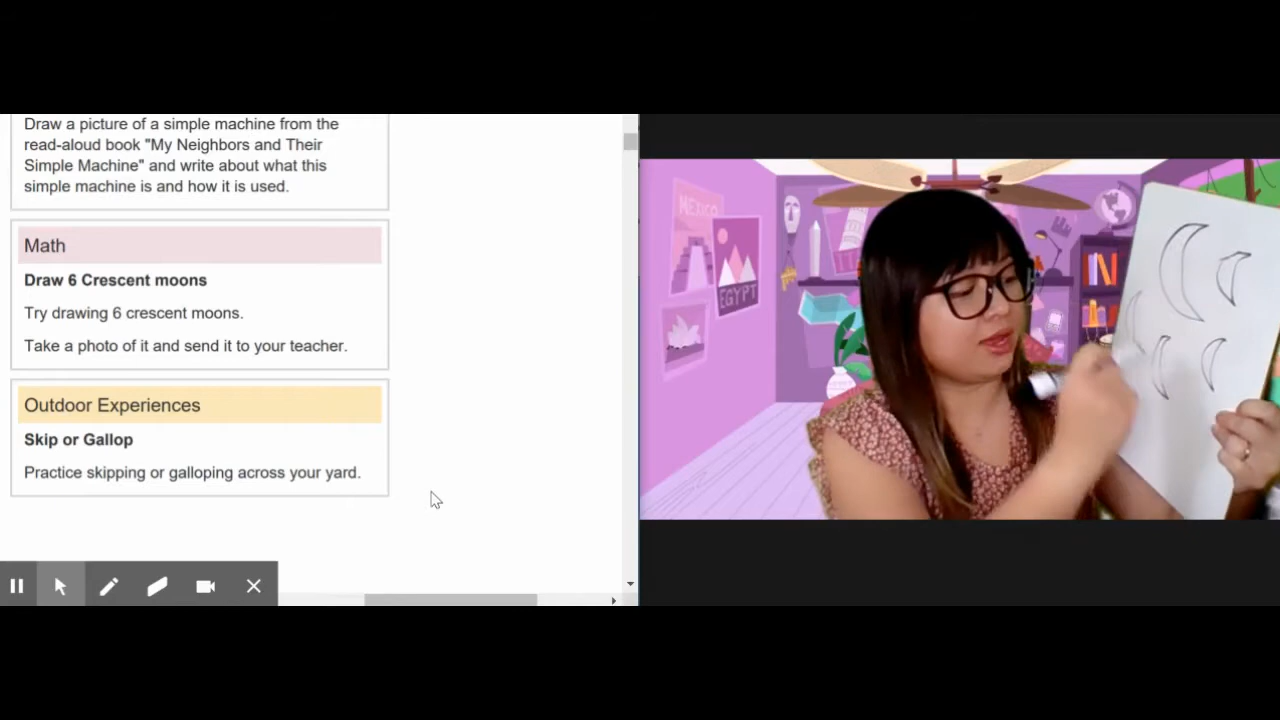 Draw a picture of a simple machine from the
read-aloud book "My Neighbors and Their
Simple Machine" and write about what this
simple machine is and how it is used.
Math
Draw 6 Crescent moons
Try drawing 6 crescent moons.
Take a photo of it and send it to your teacher.
Outdoor Experiences
Skip or Gallop
Practice skipping or galloping across your yard.
MEXICO
EGYPT